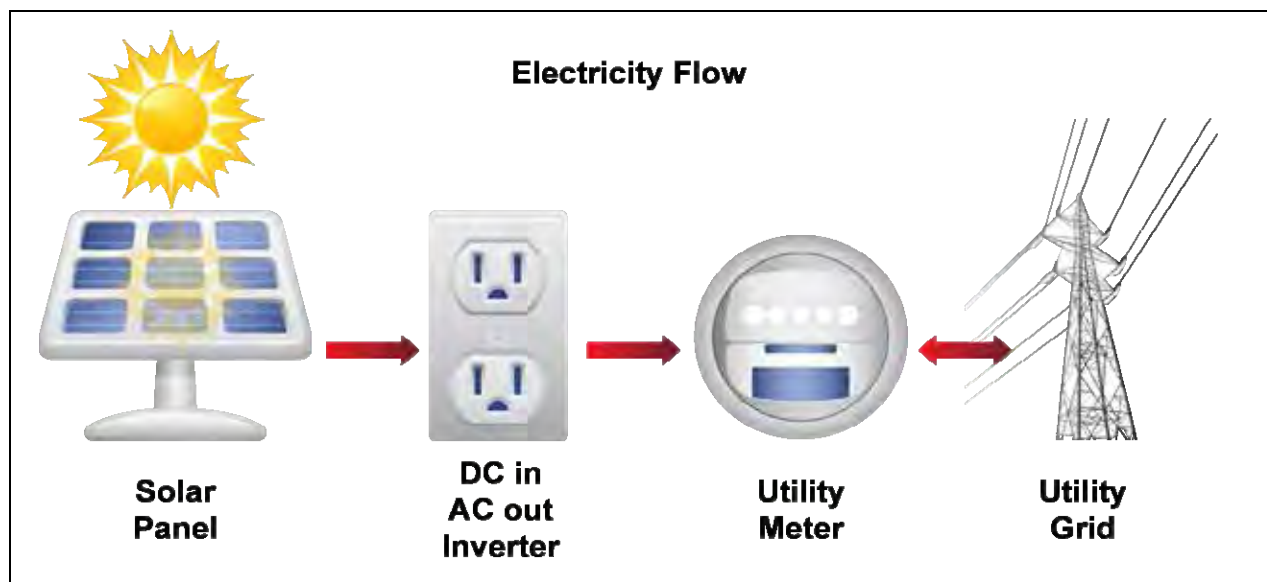 Electricity Flow
Solar
Panel
DC in
AC out
Inverter
Utility
Meter
Utility
Grid